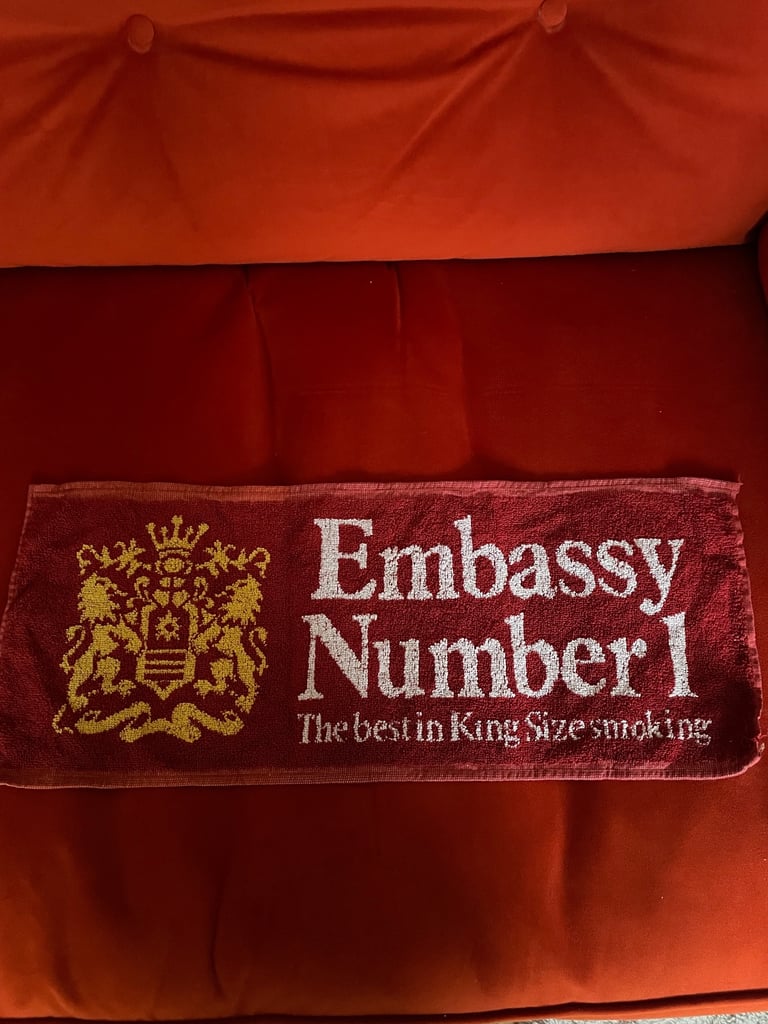 Embassy
Number 1
The best in King Size smoking